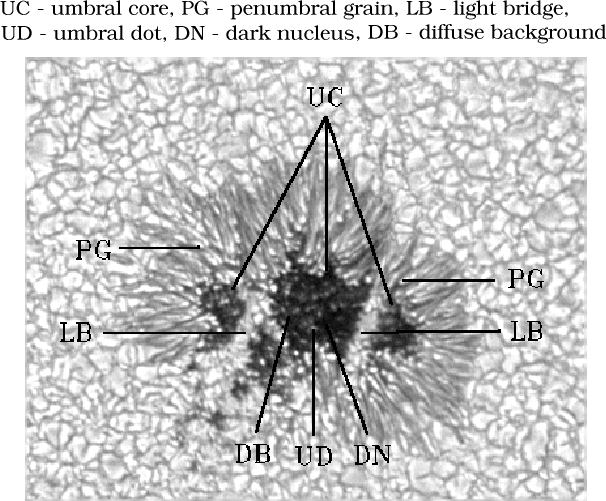 UC - umbral core, PG - penumbral grain, LB - light bridge,
UD - umbral dot, DN - dark nucleus, DB - diffuse background
UC
PG
PG
LB
LB
DB UD DN